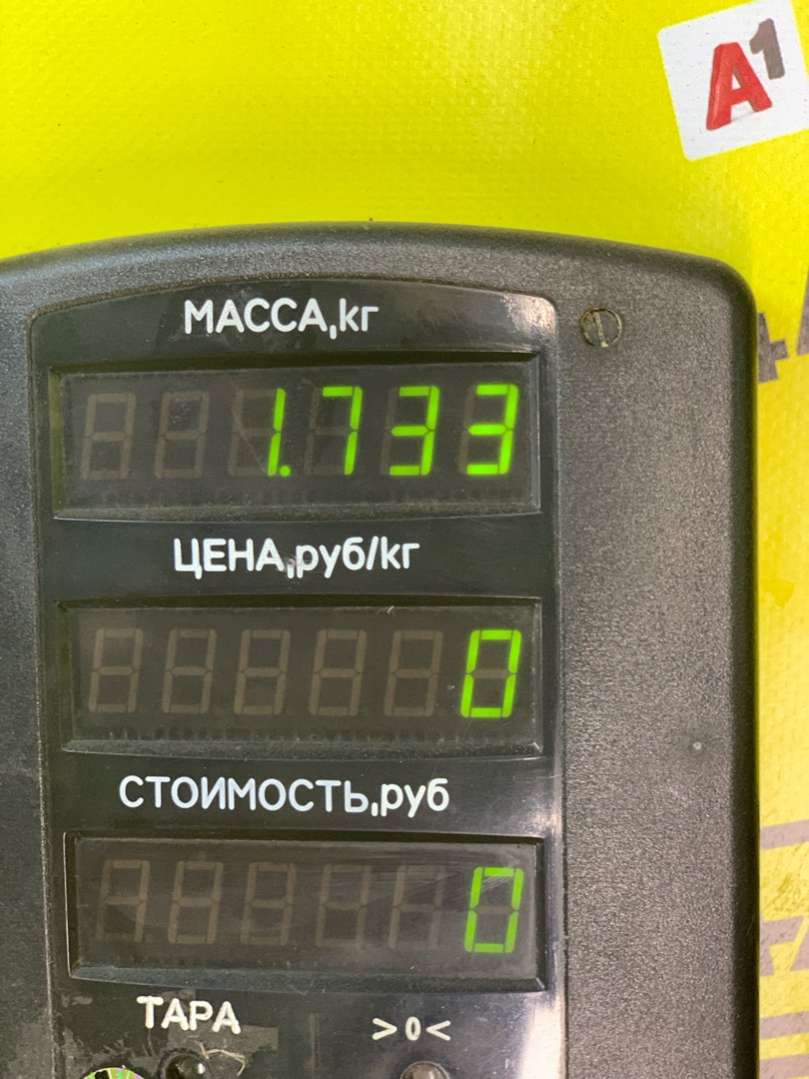 A1
МАССА,кг
1.733
ЦЕНА,руб/кг
0
СТОИМОСТЬ,руб
0
ТАРА >0<